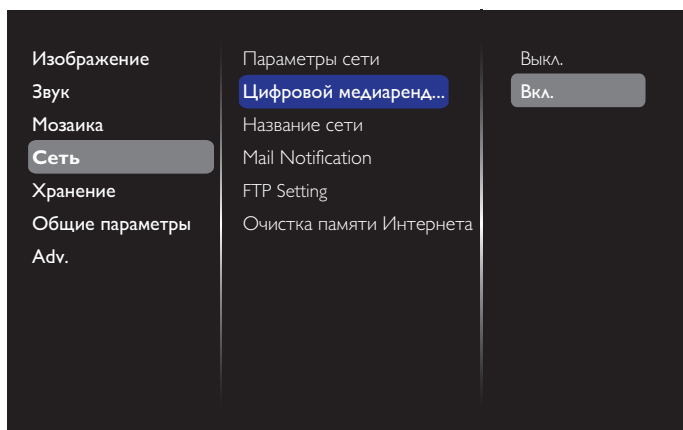 Изображение
Звук
Мозаика
Сеть
Хранение
Общие параметры
Adv.
Параметры сети
Цифровой медиаренд...
Название сети
Mail Notification
FTP Setting
Очистка памяти Интернета
Выкл.
Вкл.